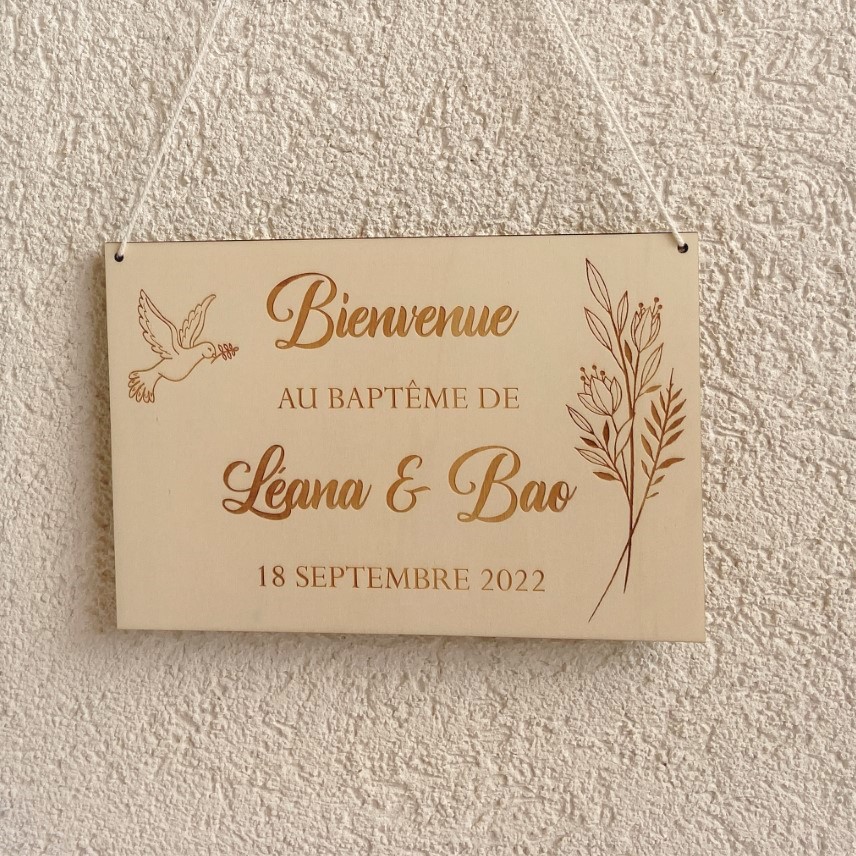 Bienvenue
AU BAPTÊME DE
Léana & Bao
18 SEPTEMBRE 2022